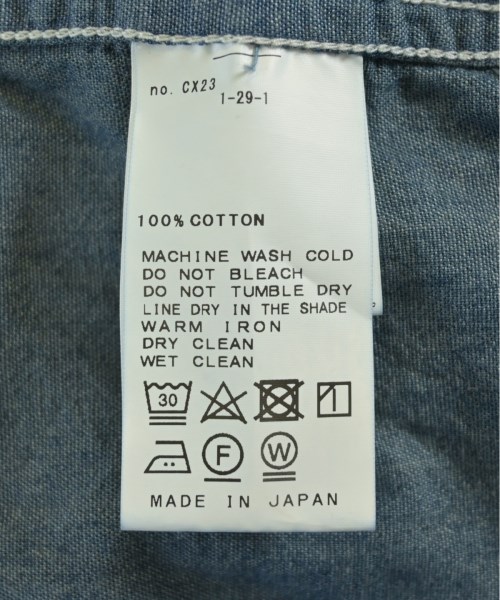 no. CX23
1-29-1
100% COTTON
MACHINE WASH COLD
DO NOT BLEACH
DO NOT TUMBLE DRY
LINE DRY IN THE SHADE
WARM IRON
DRY CLEAN
WET CLEAN
30
F W
MADE IN JAPAN